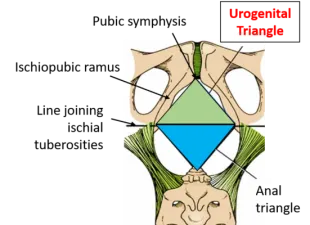 Pubic symphysis
Urogenital
Triangle
Ischiopubic ramus
Line joining
ischial
tuberosities
Anal
triangle